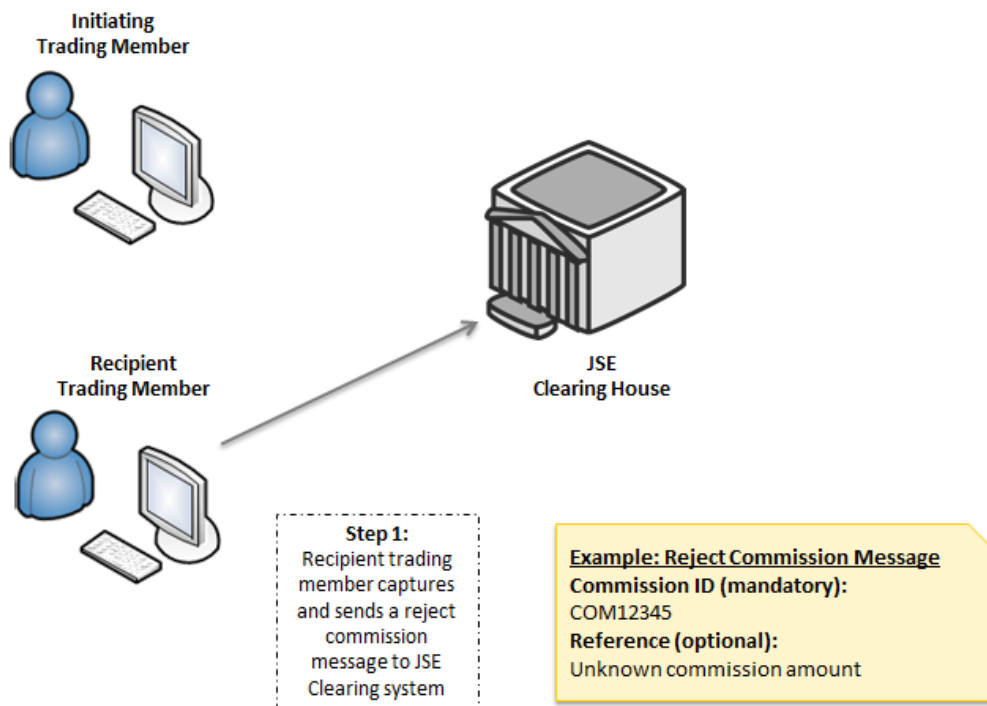 Initiating
Trading Member
Recipient
Trading Member
JSE
Clearing House
Step 1:
Recipient trading
member captures
and sends a reject
commission
message to JSE
Clearing system
Example: Reject Commission Message
Commission ID (mandatory):
COM12345
Reference (optional):
Unknown commission amount